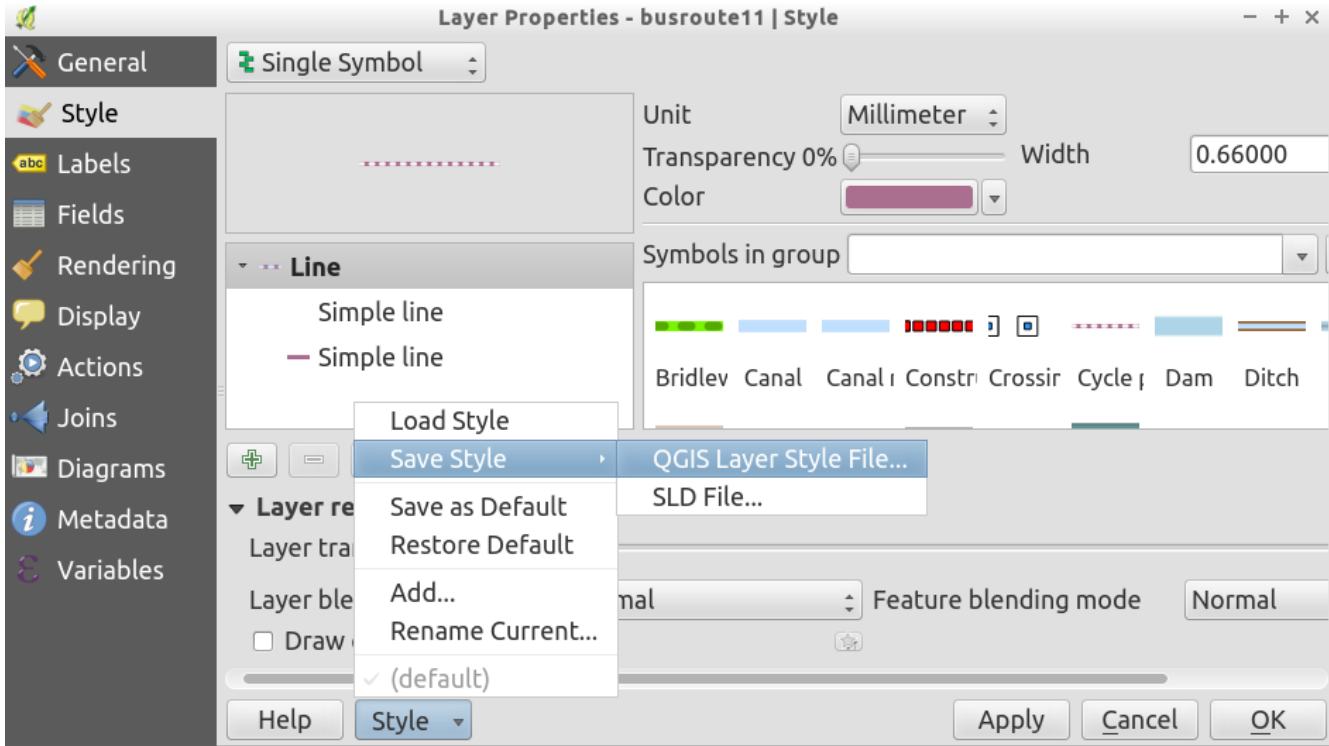 Layer Properties - busroute11 | Style
General
Style
Labels
Fields
Rendering
Display
Actions
Joins
Diagrams
Metadata
Variables
abc
Single Symbol
Unit
Millimeter
Transparency 0%
Width
0.66000
Color
Symbols in group
Line
Simple line
Simple line
Bridlev Canal Canal Constr Crossir Cycle Dam Ditch
Layer re
Layer tra
Layer ble
mal
Feature blending mode
Normal
Draw
Load Style
Save Style
QGIS Layer Style File...
SLD File...
Save as Default
Restore Default
Add...
Rename Current...
(default)
Help
Style
Apply
Cancel
OK